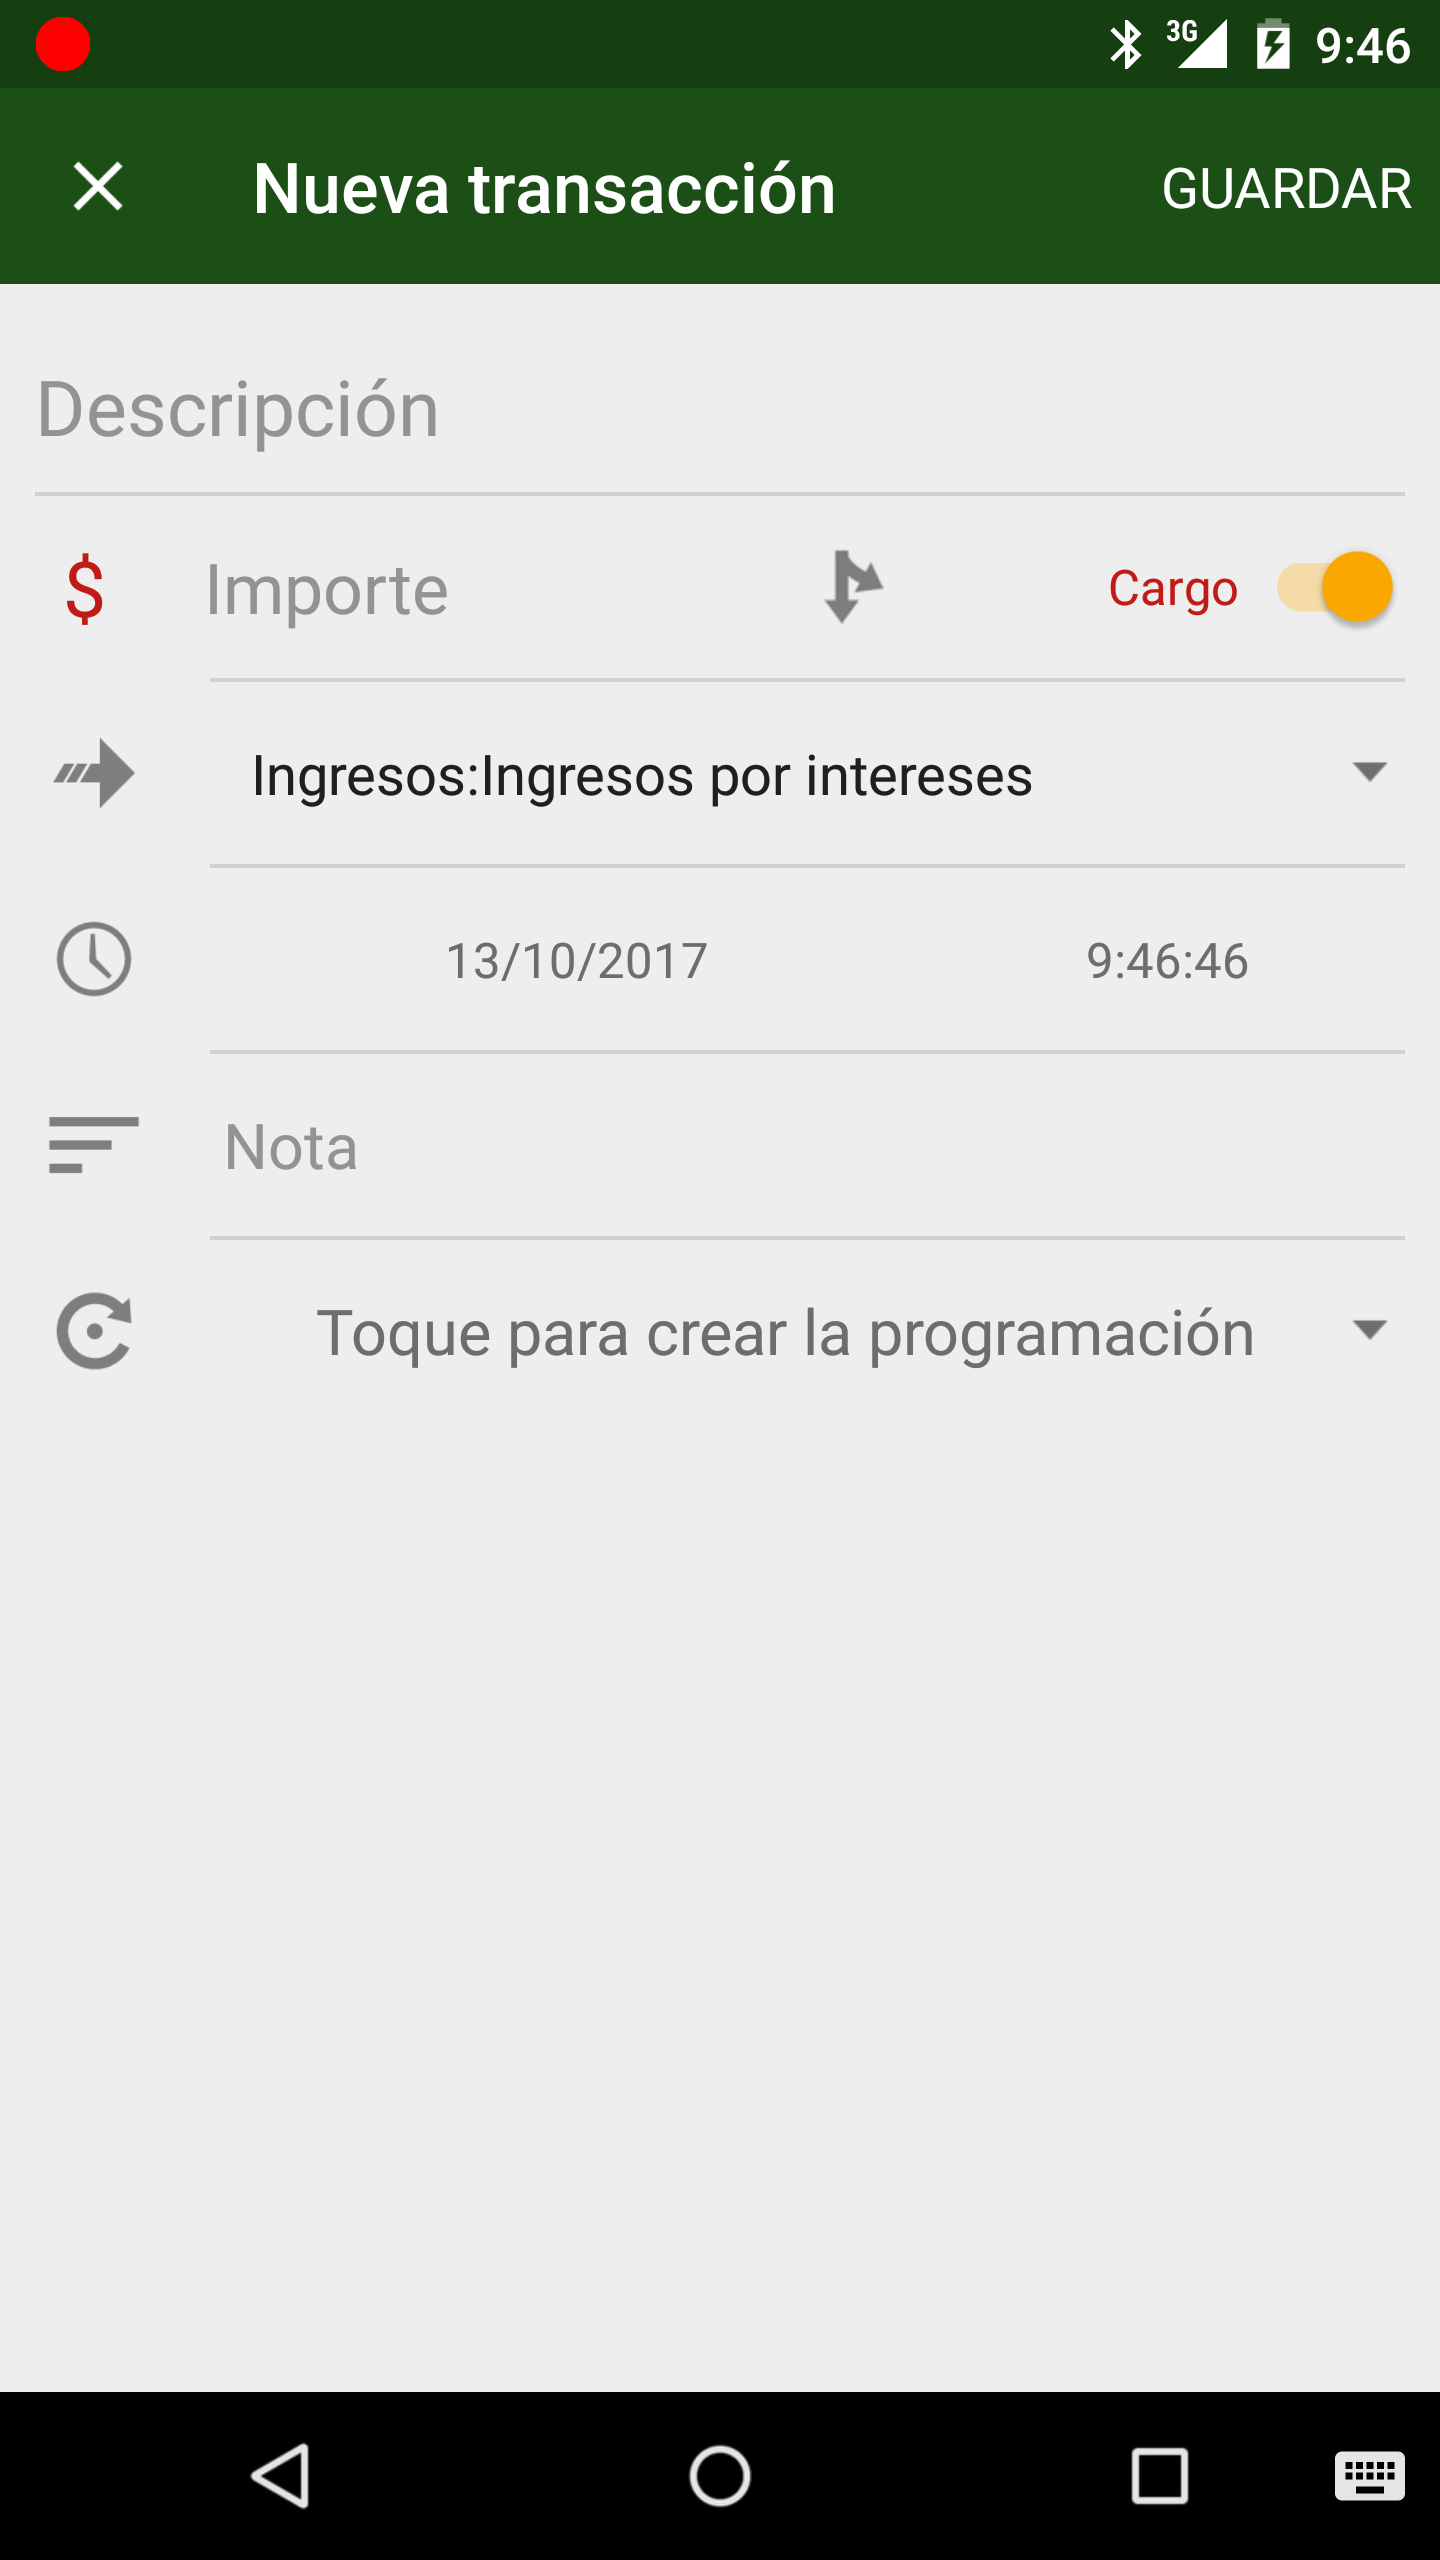 3G 9:46
Nueva transacción GUARDAR
Descripción
$ Importe Cargo
Ingresos:Ingresos por intereses
13/10/2017 9:46:46
Nota
Toque para crear la programación